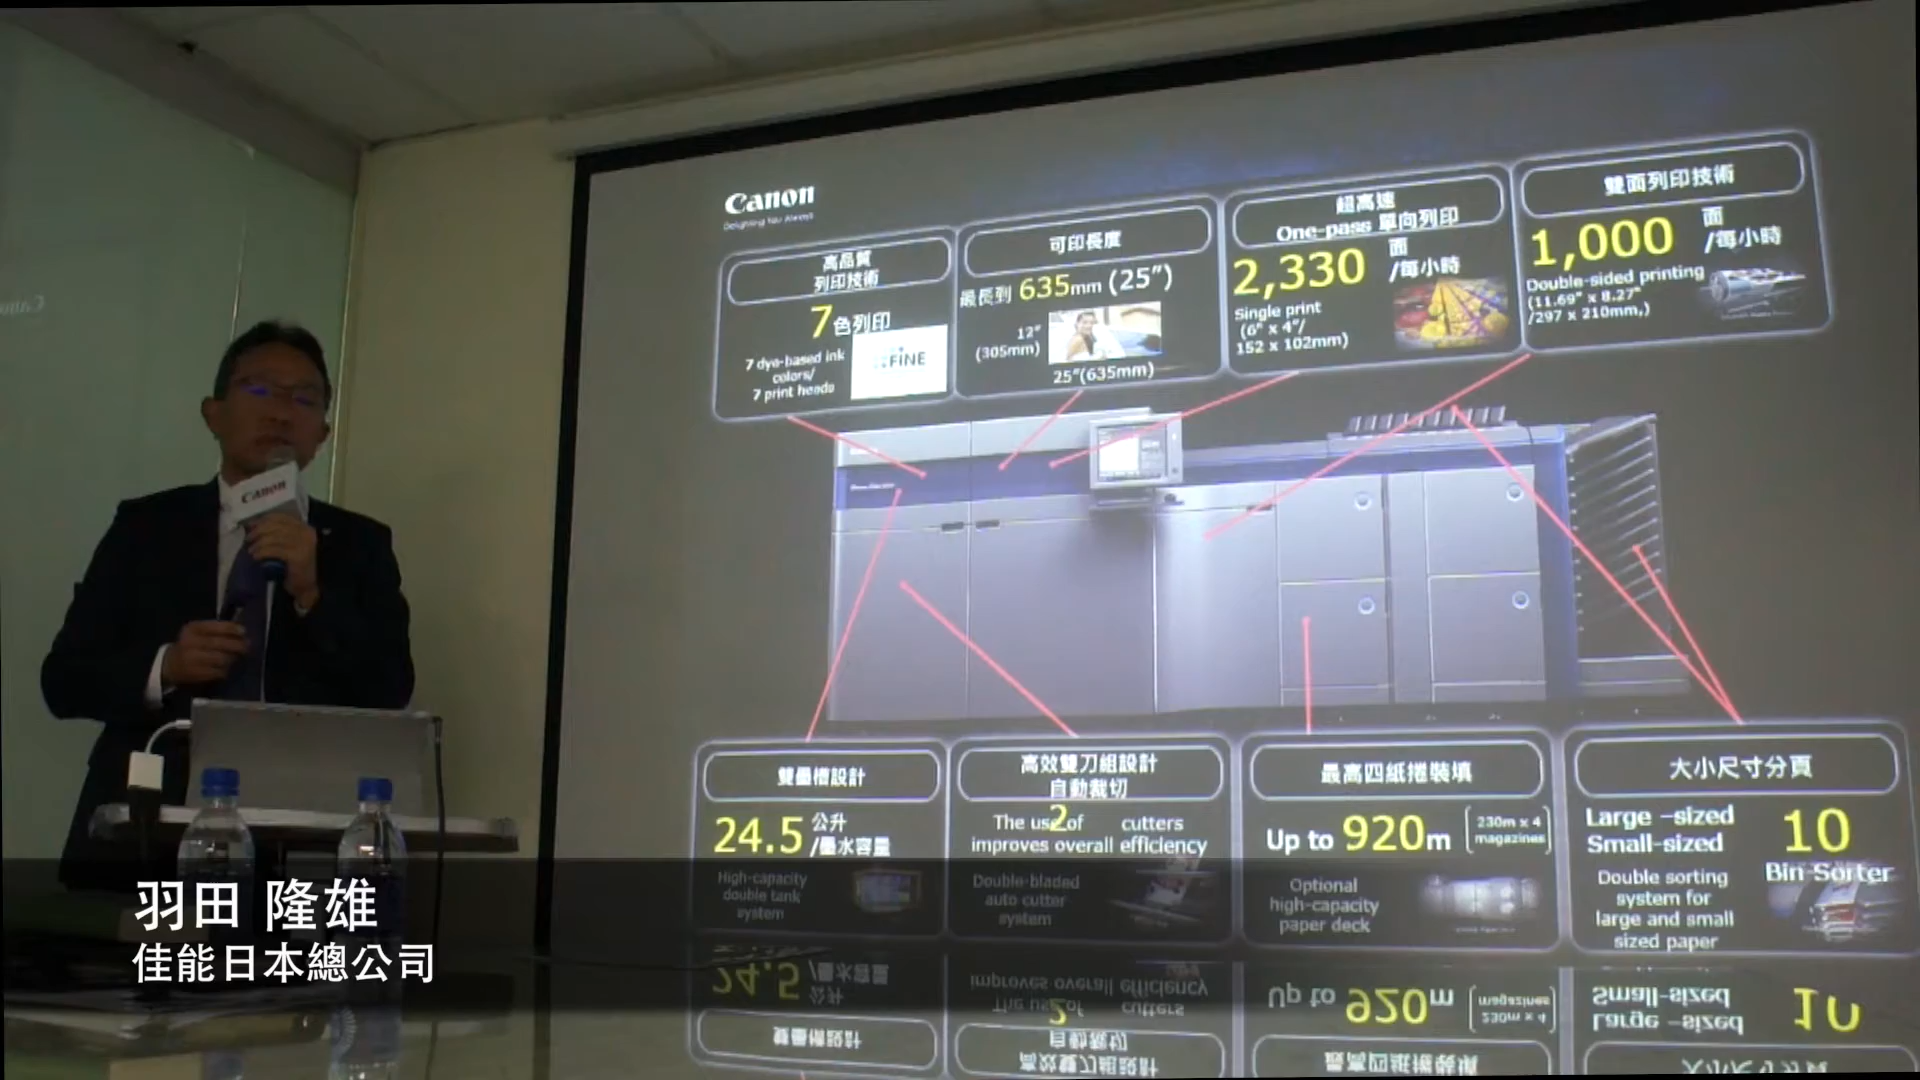 Canon
Delighting You Always
高品質
列印技術
7色列印
7 dye-based ink
colors/
7 print heads
FINE
可印長度
最長到 635mm (25")
12"
(305mm)
25"(635mm)
超高速
One-pass 單向列印
2,330 面
/每小時
Single print
(6" x 4"/
152 x 102mm)
雙面列印技術
1,000 面
/每小時
Double-sided printing
(11.69" x 8.27"
/297 x 210mm,)
Canon
雙墨槽設計
24.5 公升
/墨水容量
High-capacity
double tank
system
高效雙刀組設計
自動裁切
The use of 2 cutters
improves overall efficiency
Double-bladed
auto cutter
system
最高四紙捲裝填
Up to 920m
230m x 4
magazines
Optional
high-capacity
paper deck
大小尺寸分頁
Large –sized
Small-sized
10
Bin Sorter
Double sorting
system for
large and small
sized paper
羽田 隆雄
佳能日本總公司